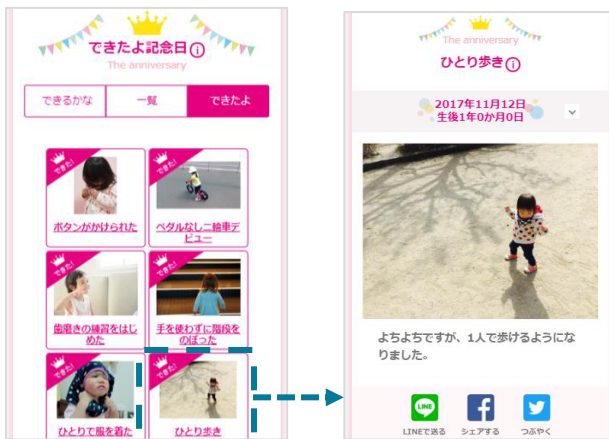 できたよ記念日ⓘ
The anniversary
できるかな
一覧
できたよ
できた!
できた!
ボタンがかけられた
ペダルなし二輪車デ
ビュー
できた!
できた!
歯磨きの練習をはじ
めた
手を使わずに階段を
のぼった
できた!
できた!
ひとりで服を着た
ひとり歩き
The anniversary
ひとり歩きⓘ
2017年11月12日
生後1年0か月0日
よちよちですが、1人で歩けるようにな
りました。
LINE
LINEで送る
シェアする
つぶやく